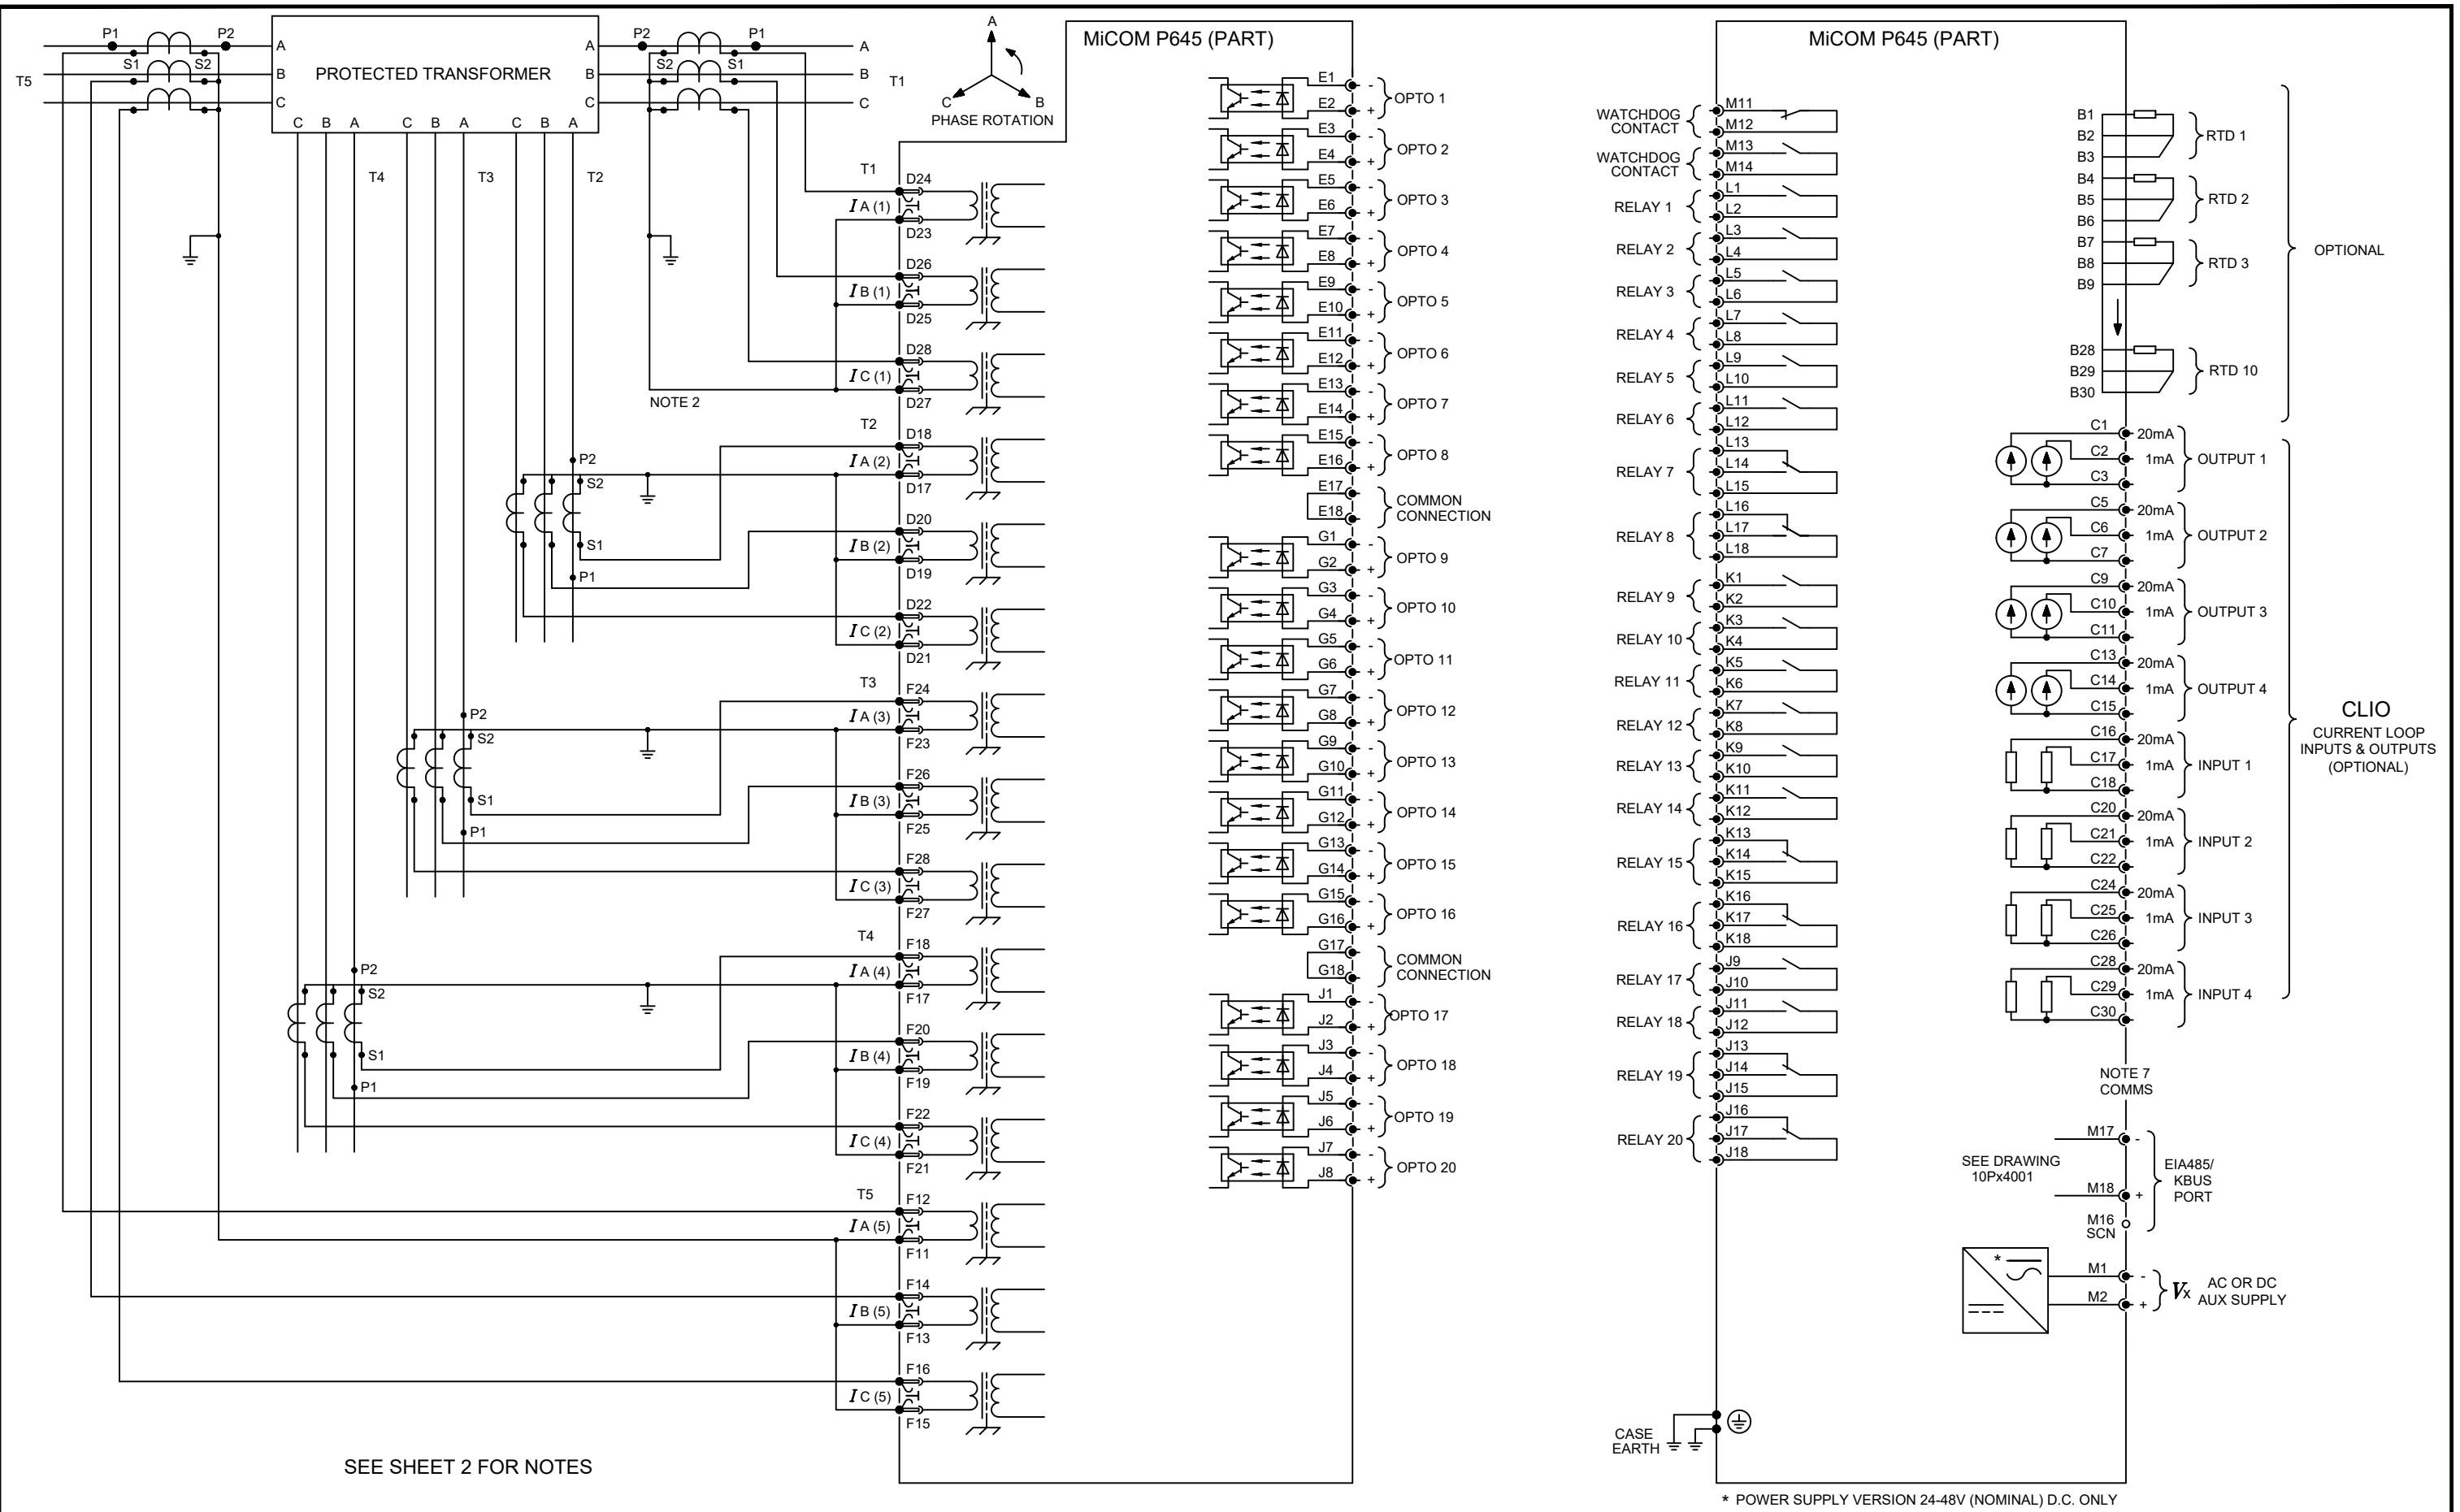 P1
P2
S1
S2
T5
A
B
C
PROTECTED TRANSFORMER
A
B
C
C B A
C B A
C B A
T4
T3
T2
P2
P1
S2
S1
A
B
C
T1
A
C
B
PHASE ROTATION
NOTE 2
P2
S2
S1
P1
P2
S2
S1
P1
P2
S2
S1
P1
SEE SHEET 2 FOR NOTES
MiCOM P645 (PART)
T1
D24
I A (1)
D23
D26
I B (1)
D25
D28
I C (1)
D27
T2
D18
I A (2)
D17
D20
I B (2)
D19
D22
I C (2)
D21
T3
F24
I A (3)
F23
F26
I B (3)
F25
F28
I C (3)
F27
T4
F18
I A (4)
F17
F20
I B (4)
F19
F22
I C (4)
F21
T5
F12
I A (5)
F11
F14
I B (5)
F13
F16
I C (5)
F15
E1 -
OPTO 1
E2 +
E3 -
OPTO 2
E4 +
E5 -
OPTO 3
E6 +
E7 -
OPTO 4
E8 +
E9 -
OPTO 5
E10 +
E11 -
OPTO 6
E12 +
E13 -
OPTO 7
E14 +
E15 -
OPTO 8
E16 +
E17
COMMON
CONNECTION
E18
G1 -
OPTO 9
G2 +
G3 -
OPTO 10
G4 +
G5 -
OPTO 11
G6 +
G7 -
OPTO 12
G8 +
G9 -
OPTO 13
G10 +
G11 -
OPTO 14
G12 +
G13 -
OPTO 15
G14 +
G15 -
OPTO 16
G16 +
G17
COMMON
CONNECTION
G18
J1 -
OPTO 17
J2 +
J3 -
OPTO 18
J4 +
J5 -
OPTO 19
J6 +
J7 -
OPTO 20
J8 +
MiCOM P645 (PART)
WATCHDOG
CONTACT
M11
M12
WATCHDOG
CONTACT
M13
M14
RELAY 1
L1
L2
RELAY 2
L3
L4
RELAY 3
L5
L6
RELAY 4
L7
L8
RELAY 5
L9
L10
RELAY 6
L11
L12
RELAY 7
L13
L14
L15
RELAY 8
L16
L17
L18
RELAY 9
K1
K2
RELAY 10
K3
K4
RELAY 11
K5
K6
RELAY 12
K7
K8
RELAY 13
K9
K10
RELAY 14
K11
K12
RELAY 15
K13
K14
K15
RELAY 16
K16
K17
K18
RELAY 17
J9
J10
RELAY 18
J11
J12
RELAY 19
J13
J14
J15
RELAY 20
J16
J17
J18
CASE
EARTH
B1
B2
B3
RTD 1
B4
B5
B6
RTD 2
B7
B8
B9
RTD 3
B28
B29
B30
RTD 10
OPTIONAL
C1 20mA
C2 1mA OUTPUT 1
C3
C5 20mA
C6 1mA OUTPUT 2
C7
C9 20mA
C10 1mA OUTPUT 3
C11
C13 20mA
C14 1mA OUTPUT 4
C15
C16 20mA
C17 1mA INPUT 1
C18
C20 20mA
C21 1mA INPUT 2
C22
C24 20mA
C25 1mA INPUT 3
C26
C28 20mA
C29 1mA INPUT 4
C30
CLIO
CURRENT LOOP
INPUTS & OUTPUTS
(OPTIONAL)
NOTE 7
COMMS
M17 -
SEE DRAWING
10Px4001
M18 +
M16
SCN
EIA485/
KBUS
PORT
*
M1 -
M2 +
Vx
AC OR DC
AUX SUPPLY
* POWER SUPPLY VERSION 24-48V (NOMINAL) D.C. ONLY